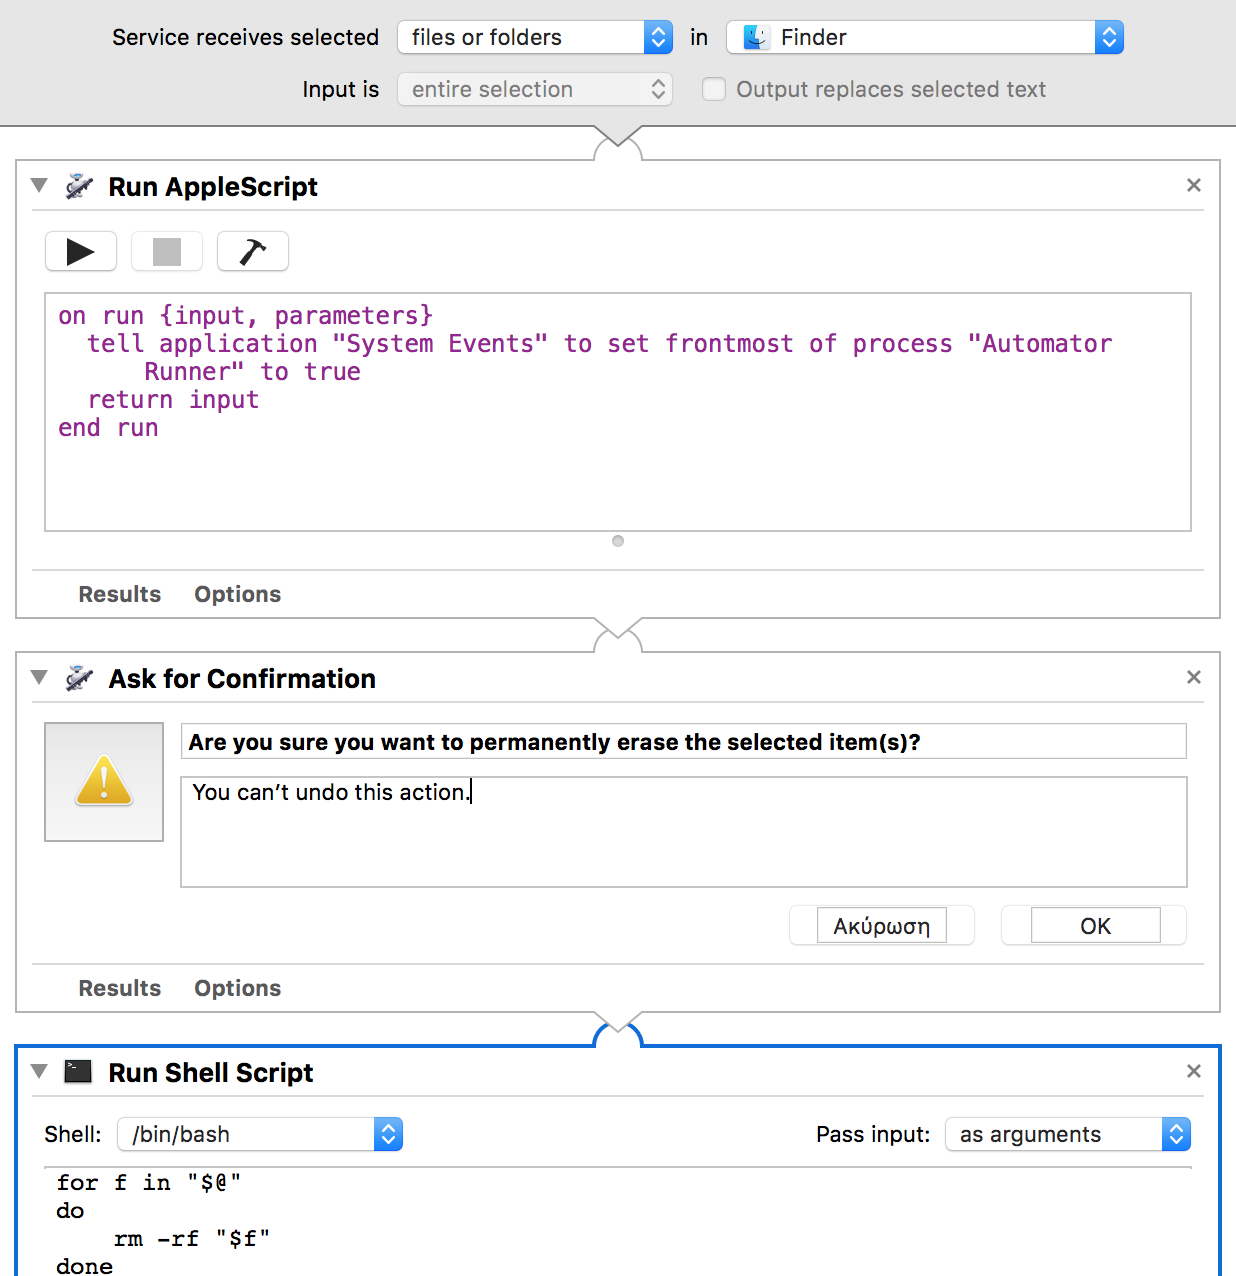 Service receives selected files or folders in Finder
Input is entire selection Output replaces selected text
Run AppleScript
on run {input, parameters}
tell application "System Events" to set frontmost of process "Automator
Runner" to true
return input
end run
Results Options
Ask for Confirmation
Are you sure you want to permanently erase the selected item(s)?
You can't undo this action.
Ακύρωση OK
Results Options
Run Shell Script
Shell: /bin/bash Pass input: as arguments
for f in "$@"
do
rm -rf "$f"
done